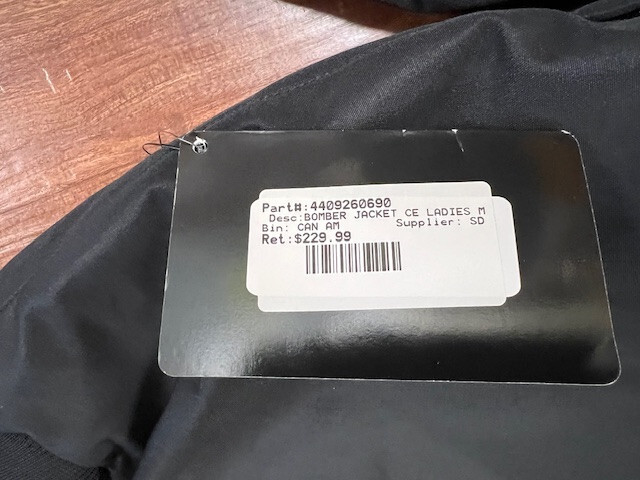 Part#:4409260690
Desc:BOMBER JACKET CE LADIES M
Bin: CAN AM Supplier: SD
Ret:$229.99